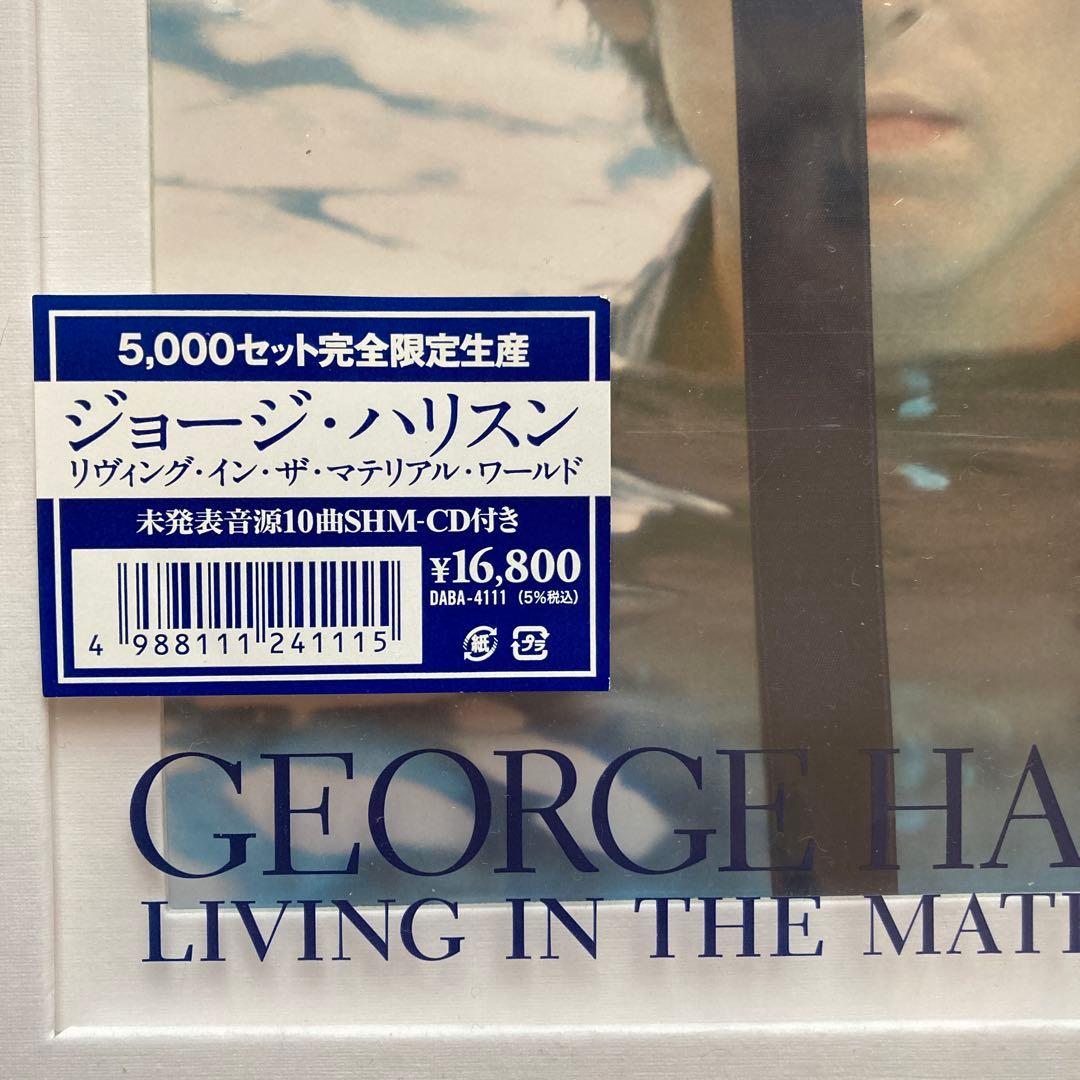 5,000セット完全限定生産
ジョージ・ハリスン
リヴィング・イン・ザ・マテリアル・ワールド
未発表音源10曲SHM-CD付き
¥16,800
DABA-4111 (5%税込)
4 988111 241115
紙 プラ
GEORGE HA
LIVING IN THE MAT